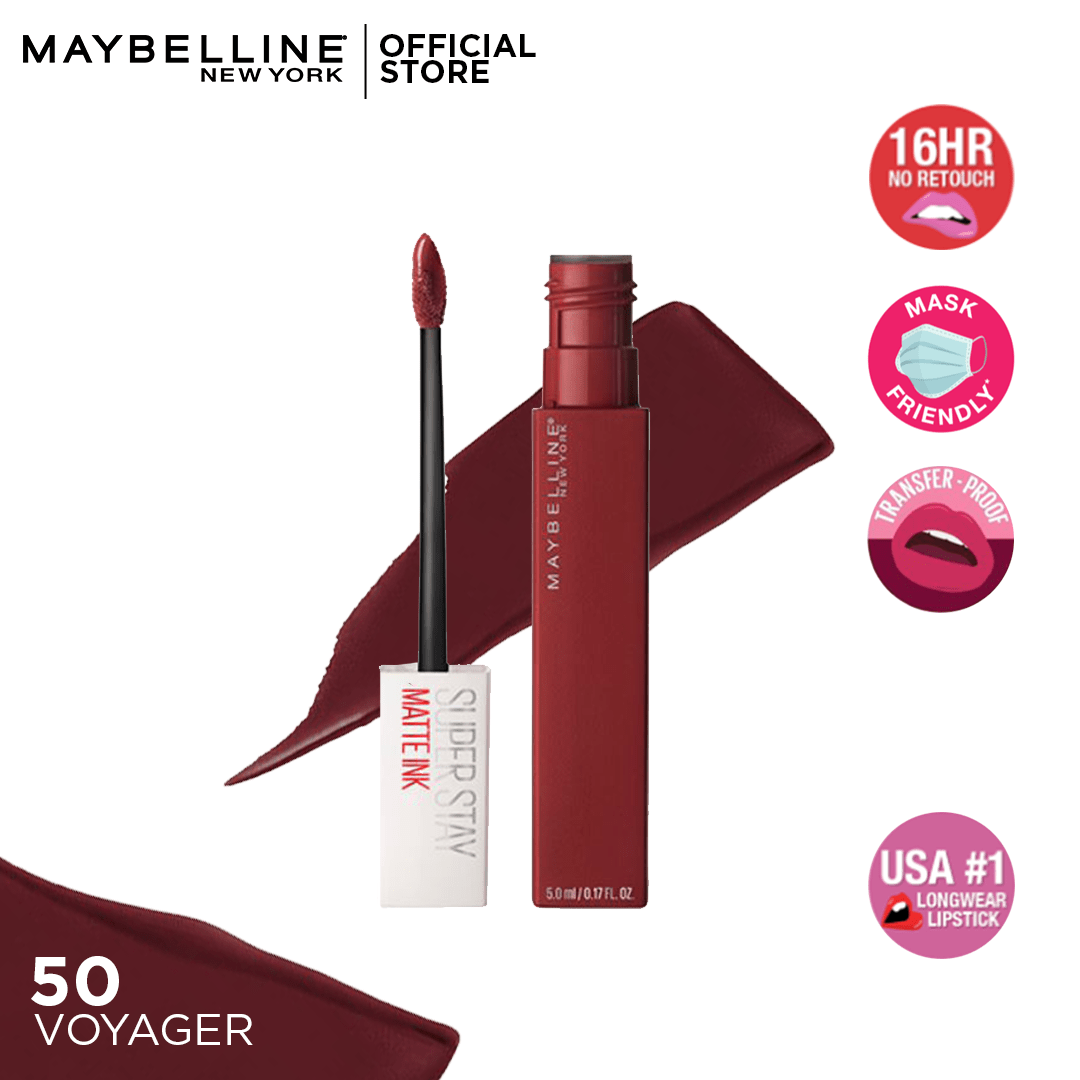 MAYBELLINE
NEW YORK
OFFICIAL
STORE
16HR
NO RETOUCH
MASK
FRIENDLY*
TRANSFER-PROOF
MAYBELLINE®
NEW YORK
SUPER STAY
MATTE INK
5.0 ml / 0.17 FL. OZ.
USA #1
LONGWEAR
LIPSTICK
50
VOYAGER